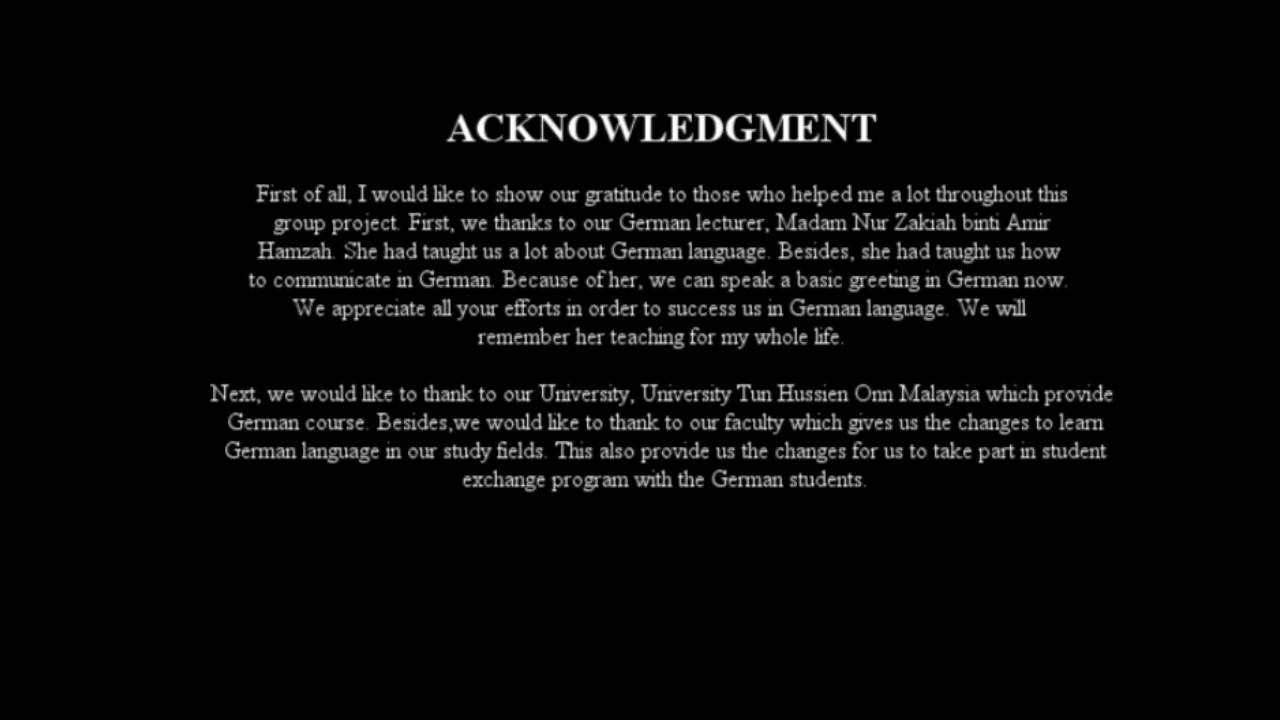 ACKNOWLEDGMENT
First of all, I would like to show our gratitude to those who helped me a lot throughout this
group project. First, we thanks to our German lecturer, Madam Nur Zakiah binti Amir
Hamzah. She had taught us a lot about German language. Besides, she had taught us how
to communicate in German. Because of her, we can speak a basic greeting in German now.
We appreciate all your efforts in order to success us in German language. We will
remember her teaching for my whole life.
Next, we would like to thank to our University, University Tun Hussien Onn Malaysia which provide
German course. Besides,we would like to thank to our faculty which gives us the changes to learn
German language in our study fields. This also provide us the changes for us to take part in student
exchange program with the German students.